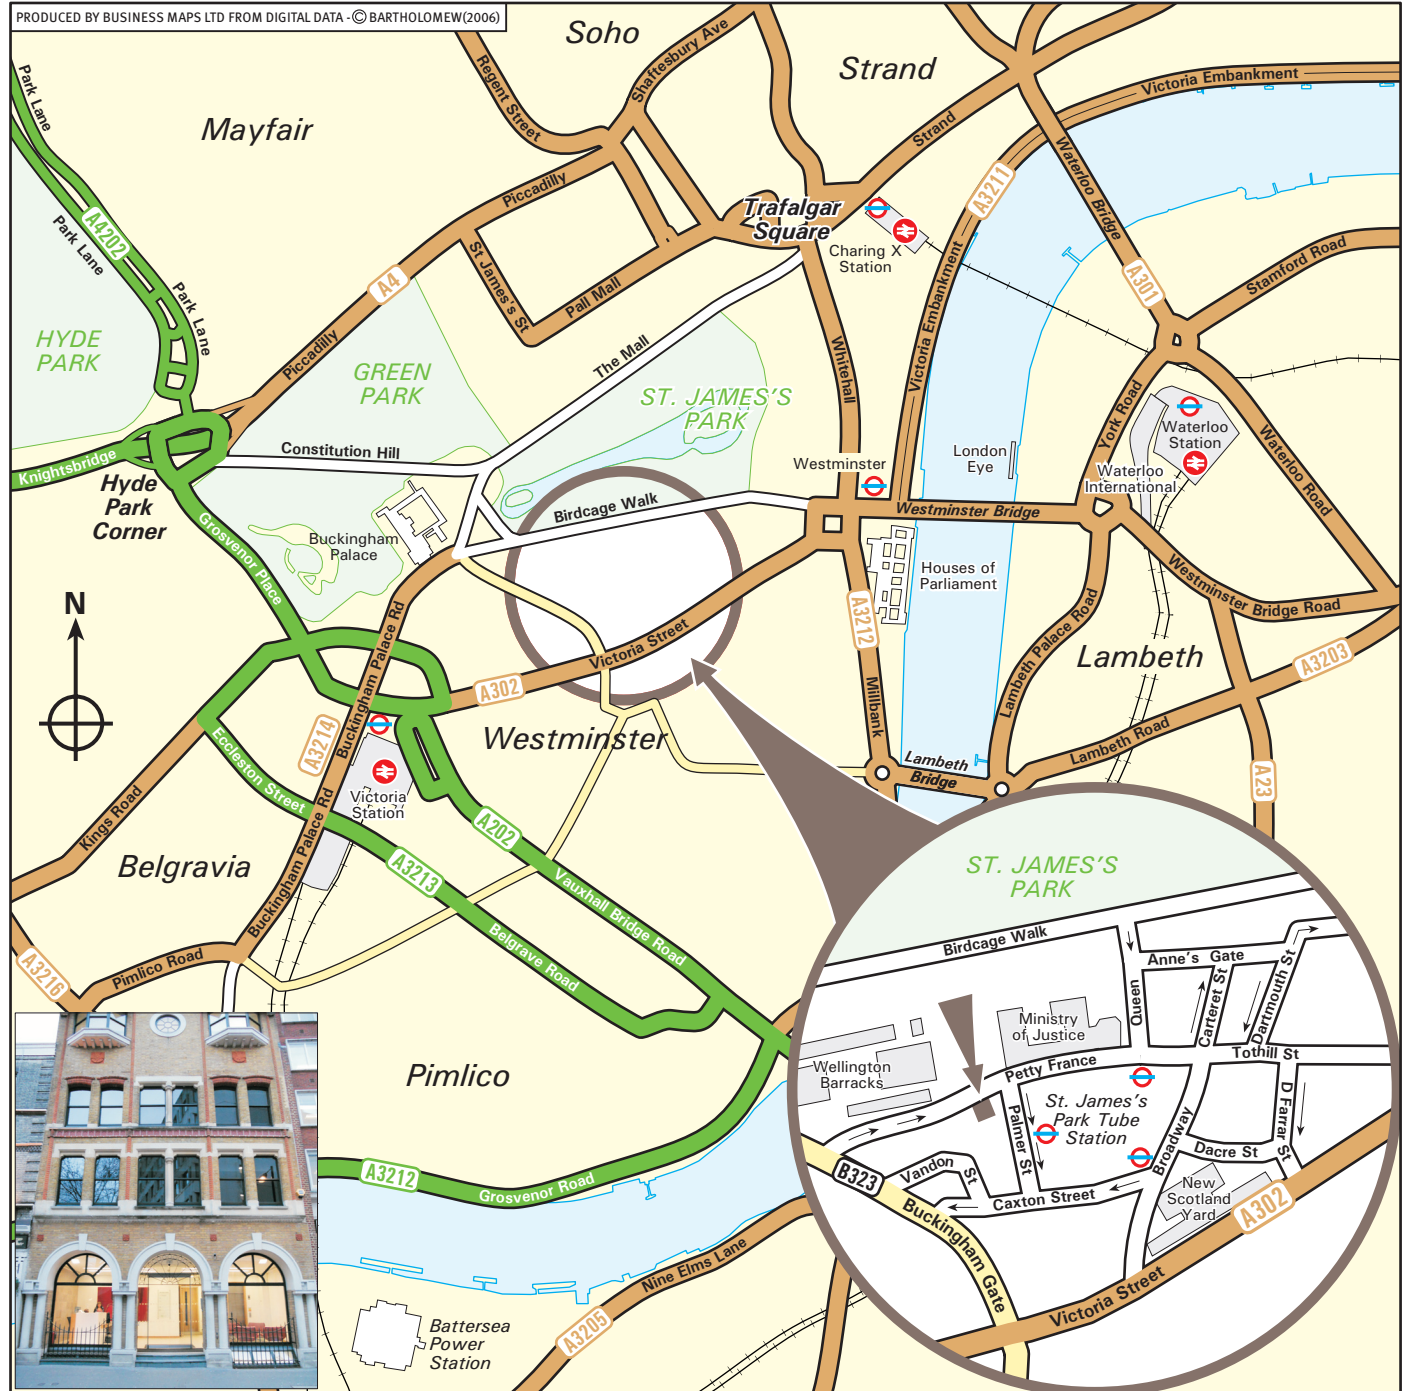 PRODUCED BY BUSINESS MAPS LTD FROM DIGITAL DATA - © BARTHOLOMEW(2006)
Soho
Strand
Mayfair
Park Lane
Regent Street
Shaftesbury Ave
Victoria Embankment
Strand
Waterloo Bridge
Piccadilly
A3211
A4202
Park Lane
Trafalgar
Square
Charing X
Station
St James's St
Pall Mall
A4
A301
Stamford Road
Park Lane
HYDE
PARK
Piccadilly
GREEN
PARK
The Mall
Whitehall
Victoria Embankment
ST. JAMES'S
PARK
York Road
Waterloo
Station
Waterloo Road
Constitution Hill
Knightsbridge
Hyde
Park
Corner
Westminster
London
Eye
Waterloo
International
Birdcage Walk
Westminster Bridge
Grosvenor Place
Buckingham
Palace
Houses of
Parliament
Westminster Bridge Road
N
Buckingham Palace Rd
A3212
Lambeth Palace Road
Victoria Street
Lambeth
A3203
A302
Millbank
Westminster
Eccleston Street
A3214
Buckingham Palace Rd
Lambeth
Bridge
Lambeth Road
A23
Victoria
Station
Kings Road
A202
A3213
Belgravia
Vauxhall Bridge Road
Buckingham Palace Rd
Belgrave Road
A3216
Pimlico Road
Pimlico
A3212
Grosvenor Road
Nine Elms Lane
A3205
Battersea
Power
Station
ST. JAMES'S
PARK
Birdcage Walk
Queen
Anne's Gate
Carteret St
Dartmouth St
Ministry
of Justice
Tothill St
Petty France
Wellington
Barracks
St. James's
Park Tube
Station
Palmer St
Broadway
D Farrar St
Dacre St
Vandon
St
B323
Caxton Street
New
Scotland
Yard
A302
Buckingham Gate
Victoria Street